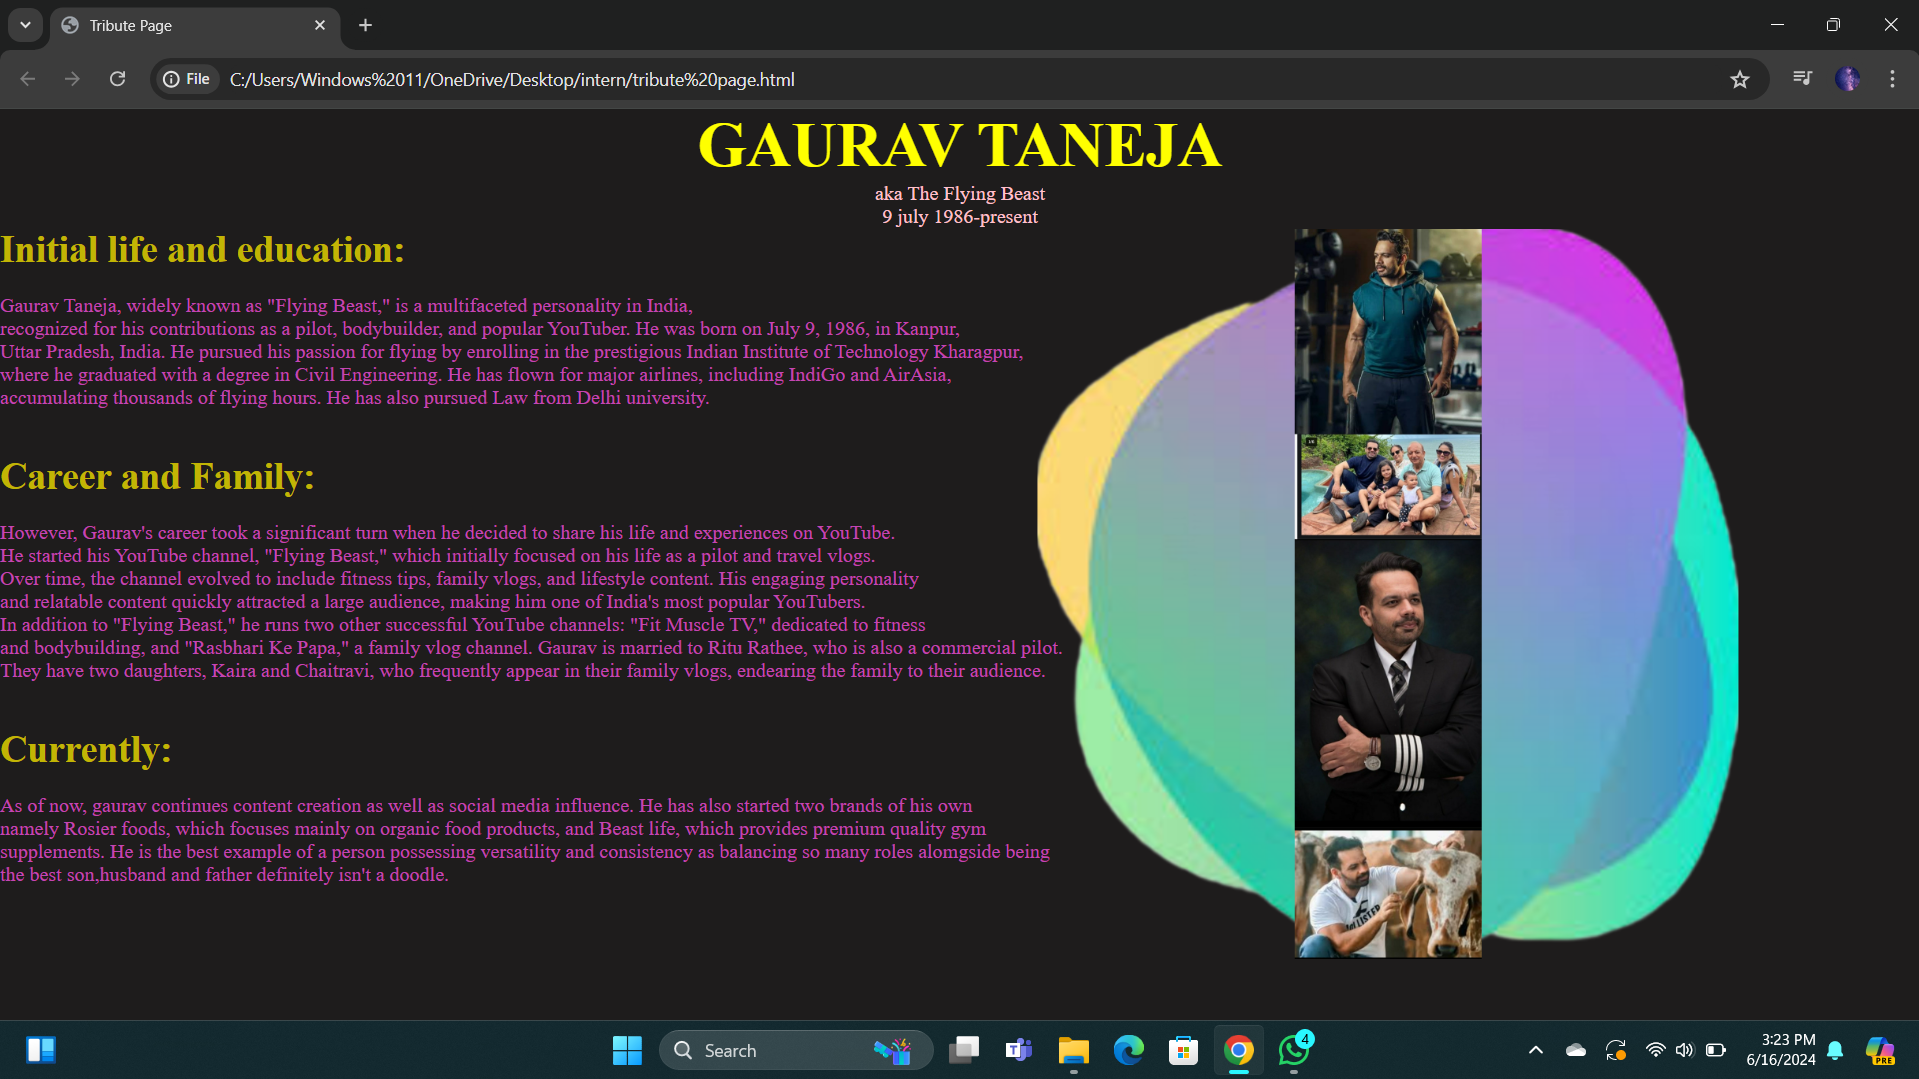 Tribute Page
File
C:/Users/Windows%2011/OneDrive/Desktop/intern/tribute%20page.html
GAURAV TANEJA
aka The Flying Beast
9 july 1986-present
Initial life and education:
Gaurav Taneja, widely known as "Flying Beast," is a multifaceted personality in India,
recognized for his contributions as a pilot, bodybuilder, and popular YouTuber. He was born on July 9, 1986, in Kanpur,
Uttar Pradesh, India. He pursued his passion for flying by enrolling in the prestigious Indian Institute of Technology Kharagpur,
where he graduated with a degree in Civil Engineering. He has flown for major airlines, including IndiGo and AirAsia,
accumulating thousands of flying hours. He has also pursued Law from Delhi university.
Career and Family:
However, Gaurav's career took a significant turn when he decided to share his life and experiences on YouTube.
He started his YouTube channel, "Flying Beast," which initially focused on his life as a pilot and travel vlogs.
Over time, the channel evolved to include fitness tips, family vlogs, and lifestyle content. His engaging personality
and relatable content quickly attracted a large audience, making him one of India's most popular YouTubers.
In addition to "Flying Beast," he runs two other successful YouTube channels: "Fit Muscle TV," dedicated to fitness
and bodybuilding, and "Rasbhari Ke Papa," a family vlog channel. Gaurav is married to Ritu Rathee, who is also a commercial pilot.
They have two daughters, Kaira and Chaitravi, who frequently appear in their family vlogs, endearing the family to their audience.
Currently:
As of now, gaurav continues content creation as well as social media influence. He has also started two brands of his own
namely Rosier foods, which focuses mainly on organic food products, and Beast life, which provides premium quality gym
supplements. He is the best example of a person possessing versatility and consistency as balancing so many roles alomgside being
the best son,husband and father definitely isn't a doodle.
Search
4
3:23 PM
6/16/2024
PRE